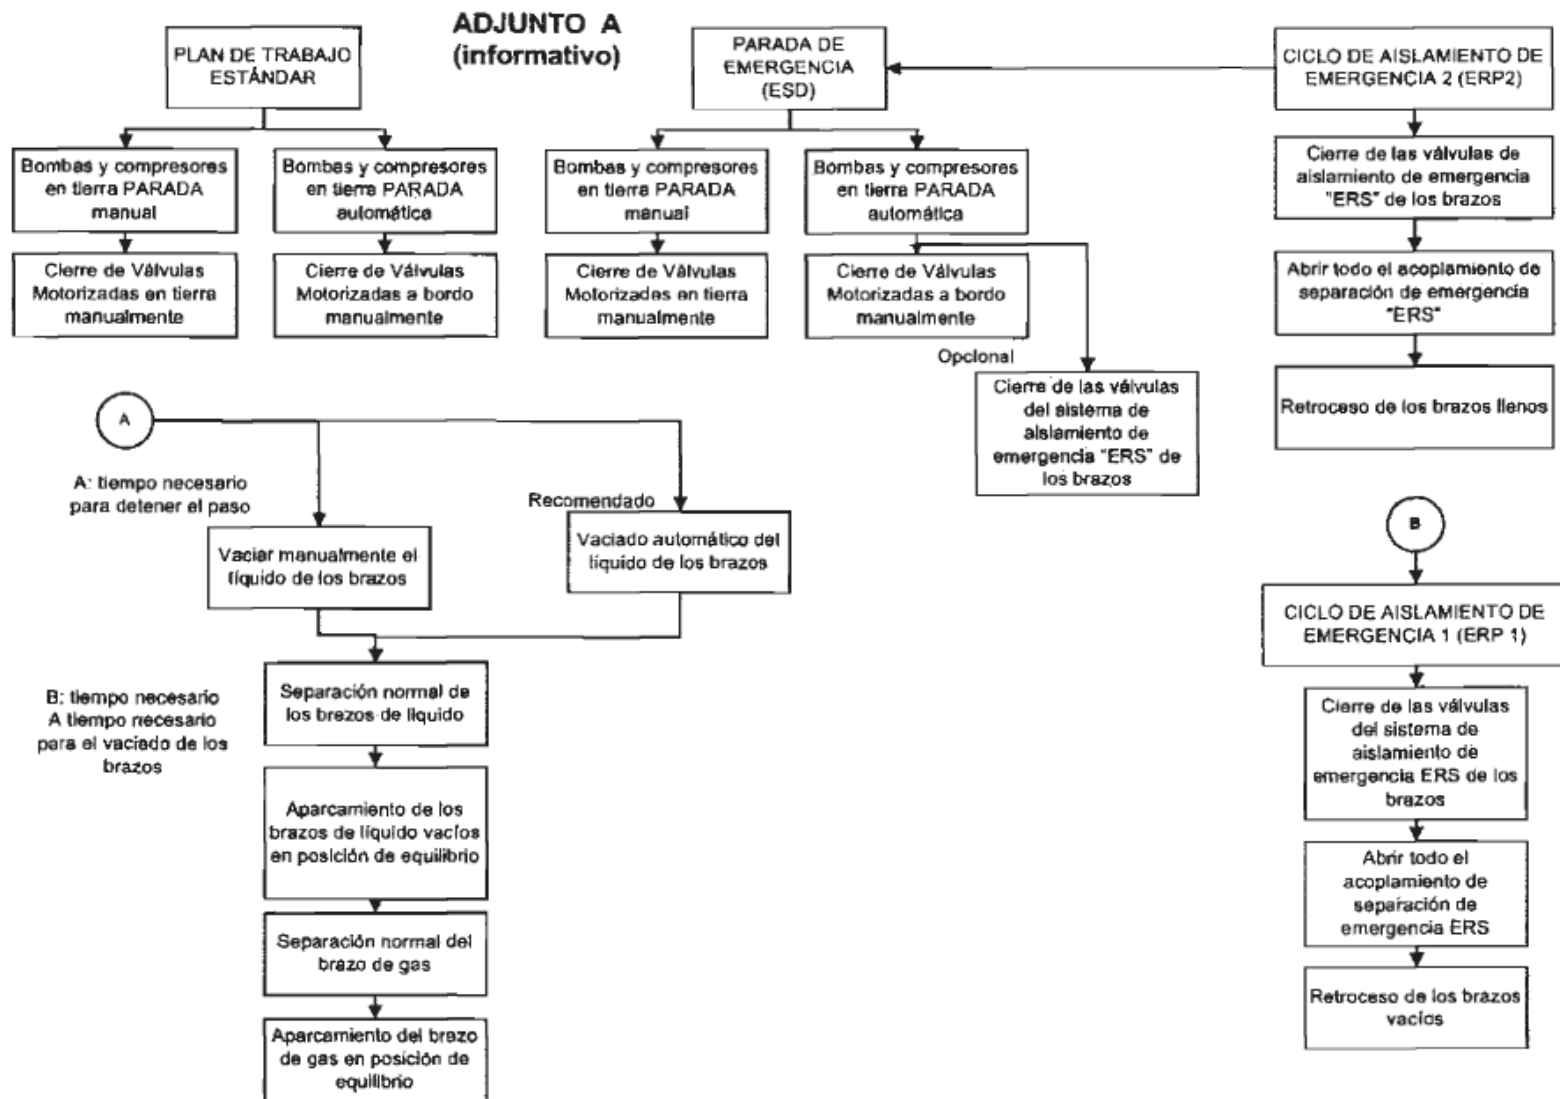 ADJUNTO A
(informativo)
PLAN DE TRABAJO
ESTÁNDAR
Bombas y compresores
en tierra PARADA
manual
Bombas y compresores
en tierra PARADA
automática
Cierre de Válvulas
Motorizadas en tierra
manualmente
Cierre de Válvulas
Motorizadas a bordo
manualmente
PARADA DE
EMERGENCIA
(ESD)
Bombas y compresores
en tierra PARADA
manual
Bombas y compresores
en tierra PARADA
automática
Cierre de Válvulas
Motorizades en tierra
manualmente
Cierre de Válvulas
Motorizadas a bordo
manualmente
Opcional
Cierre de las válvulas
del sistema de
aislamiento de
emergencia "ERS" de
los brazos
CICLO DE AISLAMIENTO DE
EMERGENCIA 2 (ERP2)
Cierre de las válvulas de
aislamiento de emergencia
"ERS" de los brazos
Abrir todo el acoplamiento de
separación de emergencia
"ERS"
Retroceso de los brazos llenos
A
A: tiempo necesario
para detener el paso
Vaciar manualmente el
líquido de los brazos
Recomendado
Vaciado automático del
líquido de los brazos
B: tiempo necesario
A tiempo necesario
para el vaciado de los
brazos
Separación normal de
los brezos de líquido
Aparcamiento de los
brazos de líquido vacíos
en posición de equilibrio
Separación normal del
brazo de gas
Aparcamiento del brazo
de gas en posición de
equilibrio
B
CICLO DE AISLAMIENTO DE
EMERGENCIA 1 (ERP 1)
Cierre de las válvulas
del sistema de
aislamiento de
emergencia ERS de los
brazos
Abrir todo el
acoplamiento de
separación de
emergencia ERS
Retroceso de los brazos
vacíos